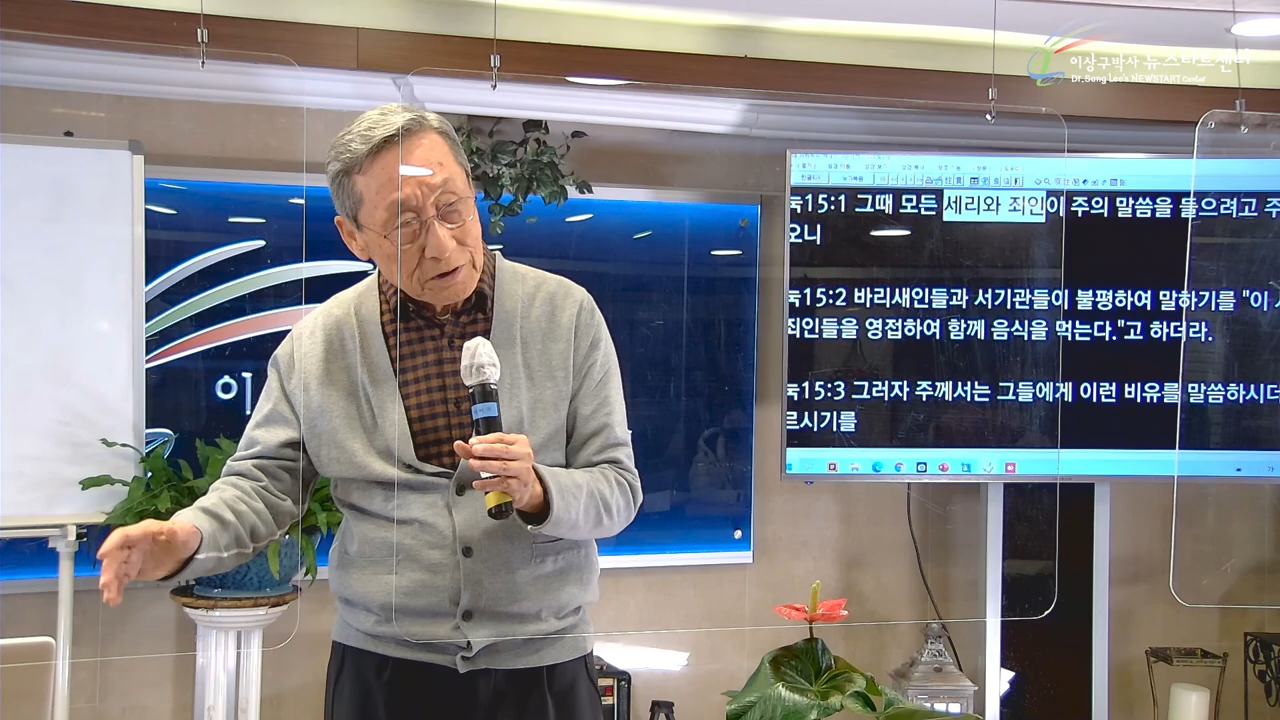 이상구박사 뉴스타트센터
Dr. Sang Lee's NEWSTART Center
눅15:1 그때 모든 세리와 죄인이 주의 말씀을 들으려고 주
오니
눅15:2 바리새인들과 서기관들이 불평하여 말하기를 "이
죄인들을 영접하여 함께 음식을 먹는다."고 하더라.
눅15:3 그러자 주께서는 그들에게 이런 비유를 말씀하시더
르시기를
이